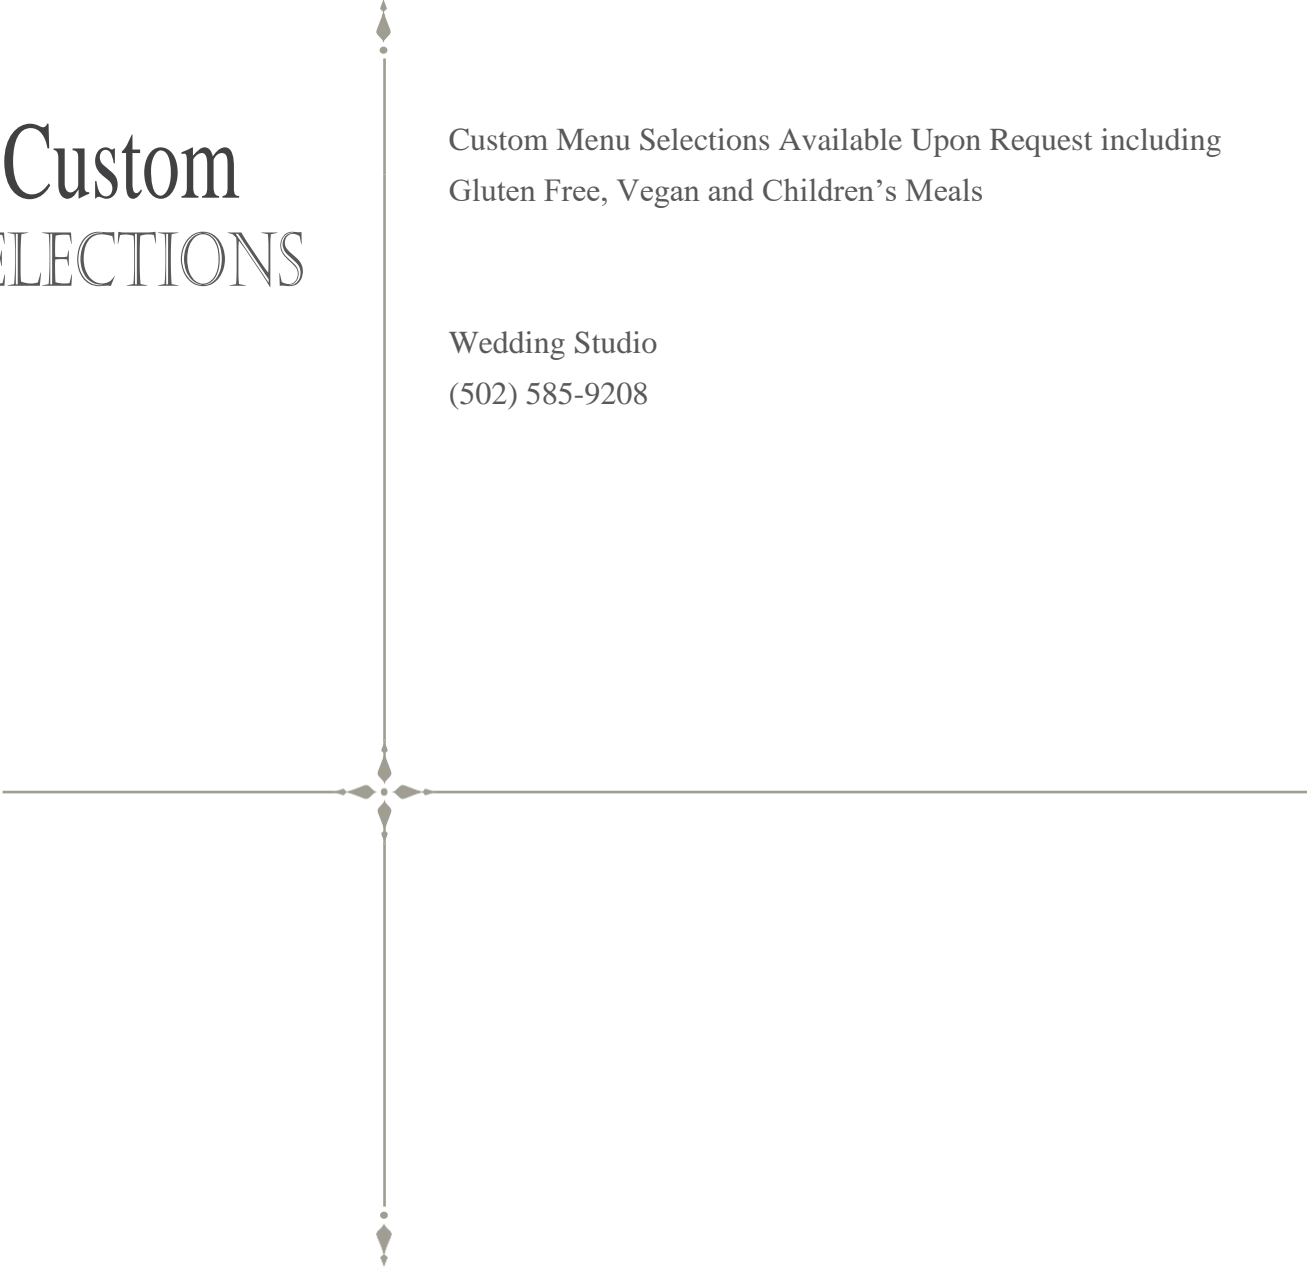 Custom
ELECTIONS
Custom Menu Selections Available Upon Request including
Gluten Free, Vegan and Children’s Meals
Wedding Studio
(502) 585-9208